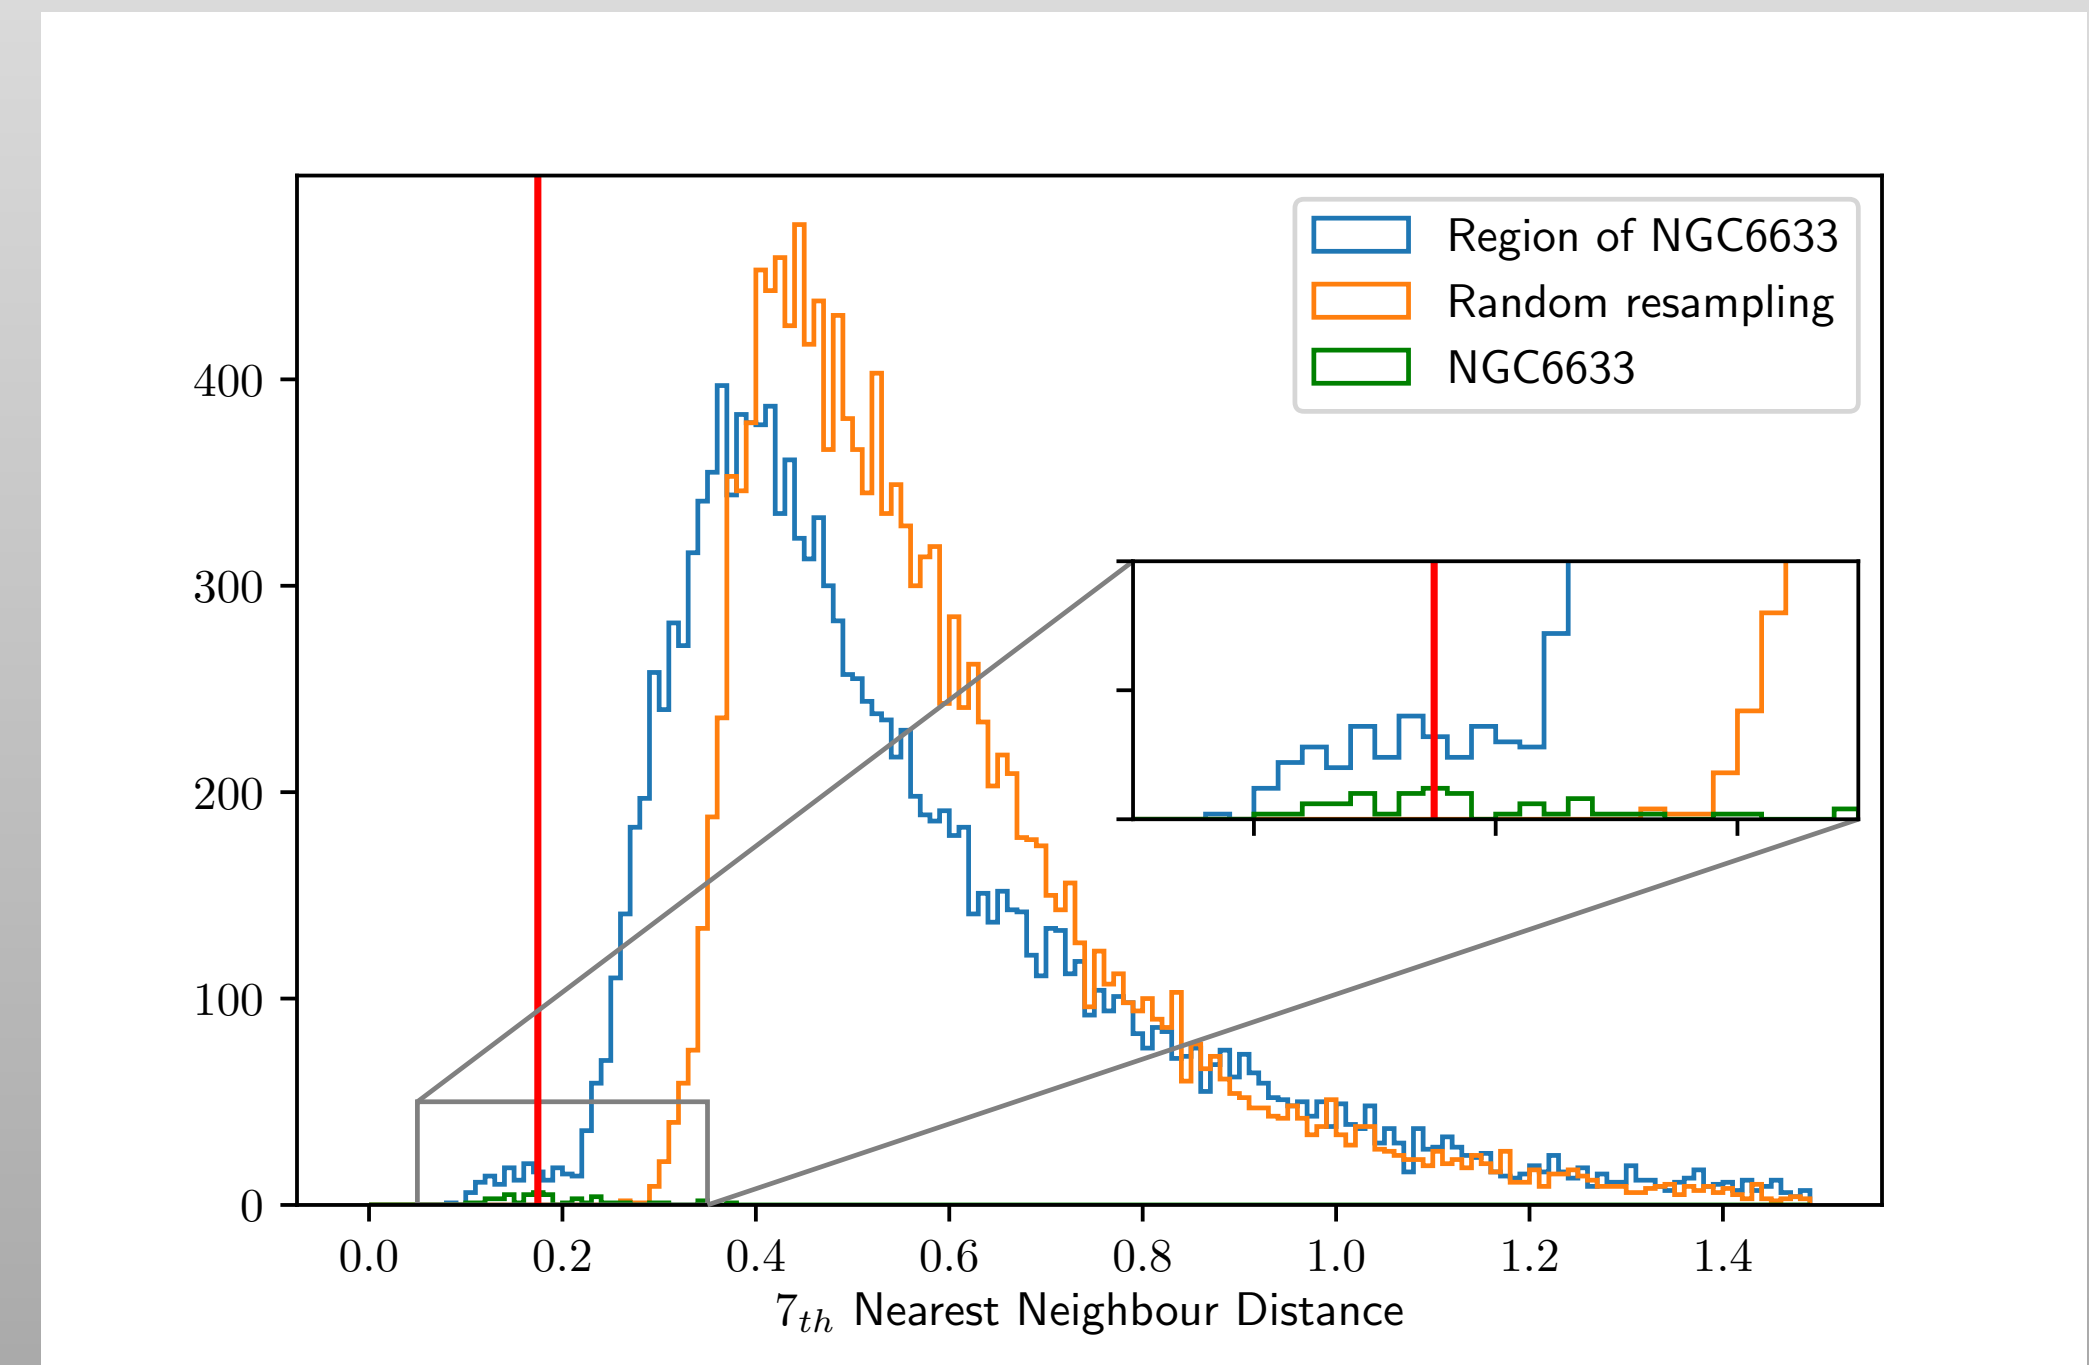 Region of NGC6633
Random resampling
NGC6633
400
300
200
100
0
0.0 0.2 0.4 0.6 0.8 1.0 1.2 1.4
7th Nearest Neighbour Distance